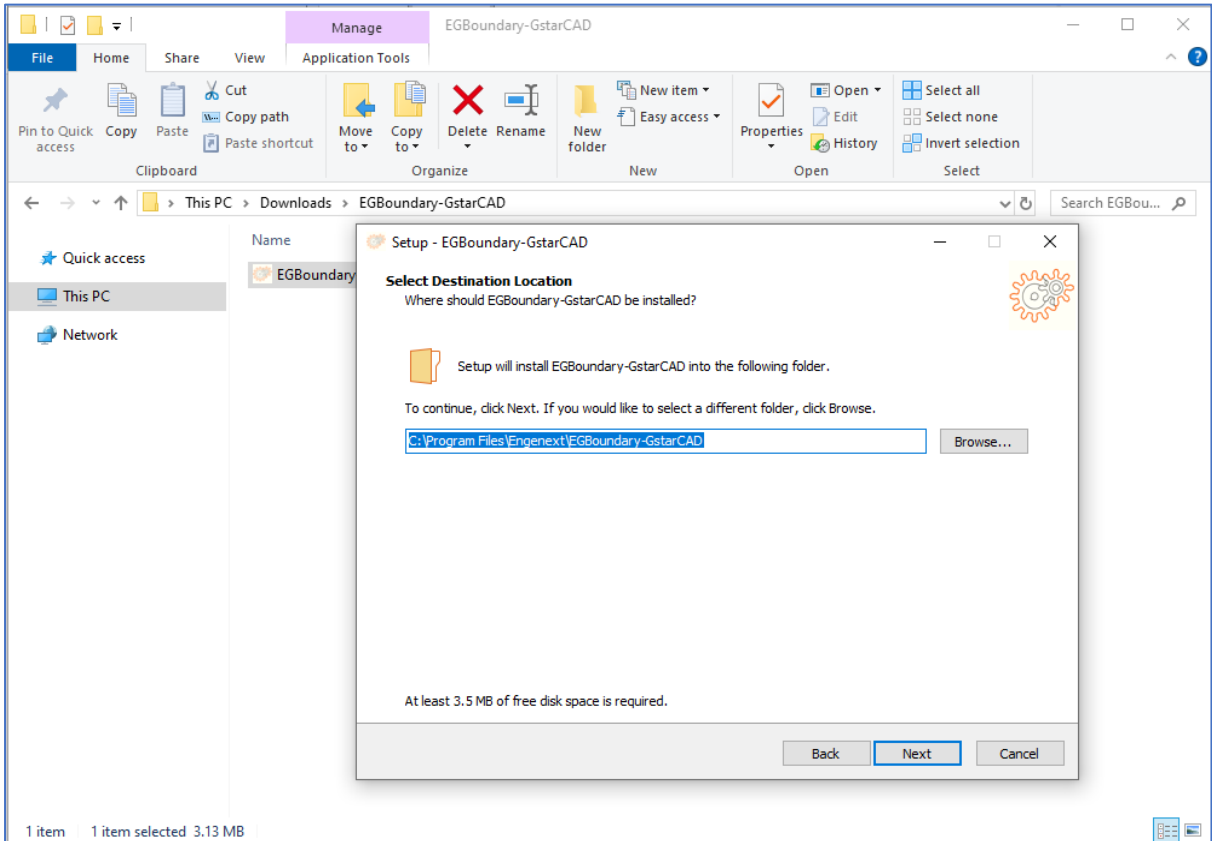 Manage
EGBoundary-GstarCAD
File
Home
Share
View
Application Tools
Pin to Quick
access
Copy
Paste
Cut
Copy path
Paste shortcut
Clipboard
Move
to
Copy
to
Delete
Rename
Organize
New
folder
New item
Easy access
New
Properties
Open
Edit
History
Open
Select all
Select none
Invert selection
Select
This PC > Downloads > EGBoundary-GstarCAD
Search EGBou...
Quick access
This PC
Network
Name
EGBoundary
Setup - EGBoundary-GstarCAD
Select Destination Location
Where should EGBoundary-GstarCAD be installed?
Setup will install EGBoundary-GstarCAD into the following folder.
To continue, click Next. If you would like to select a different folder, click Browse.
C:\Program Files\Engenext\EGBoundary-GstarCAD
Browse...
At least 3.5 MB of free disk space is required.
Back
Next
Cancel
1 item
1 item selected 3.13 MB